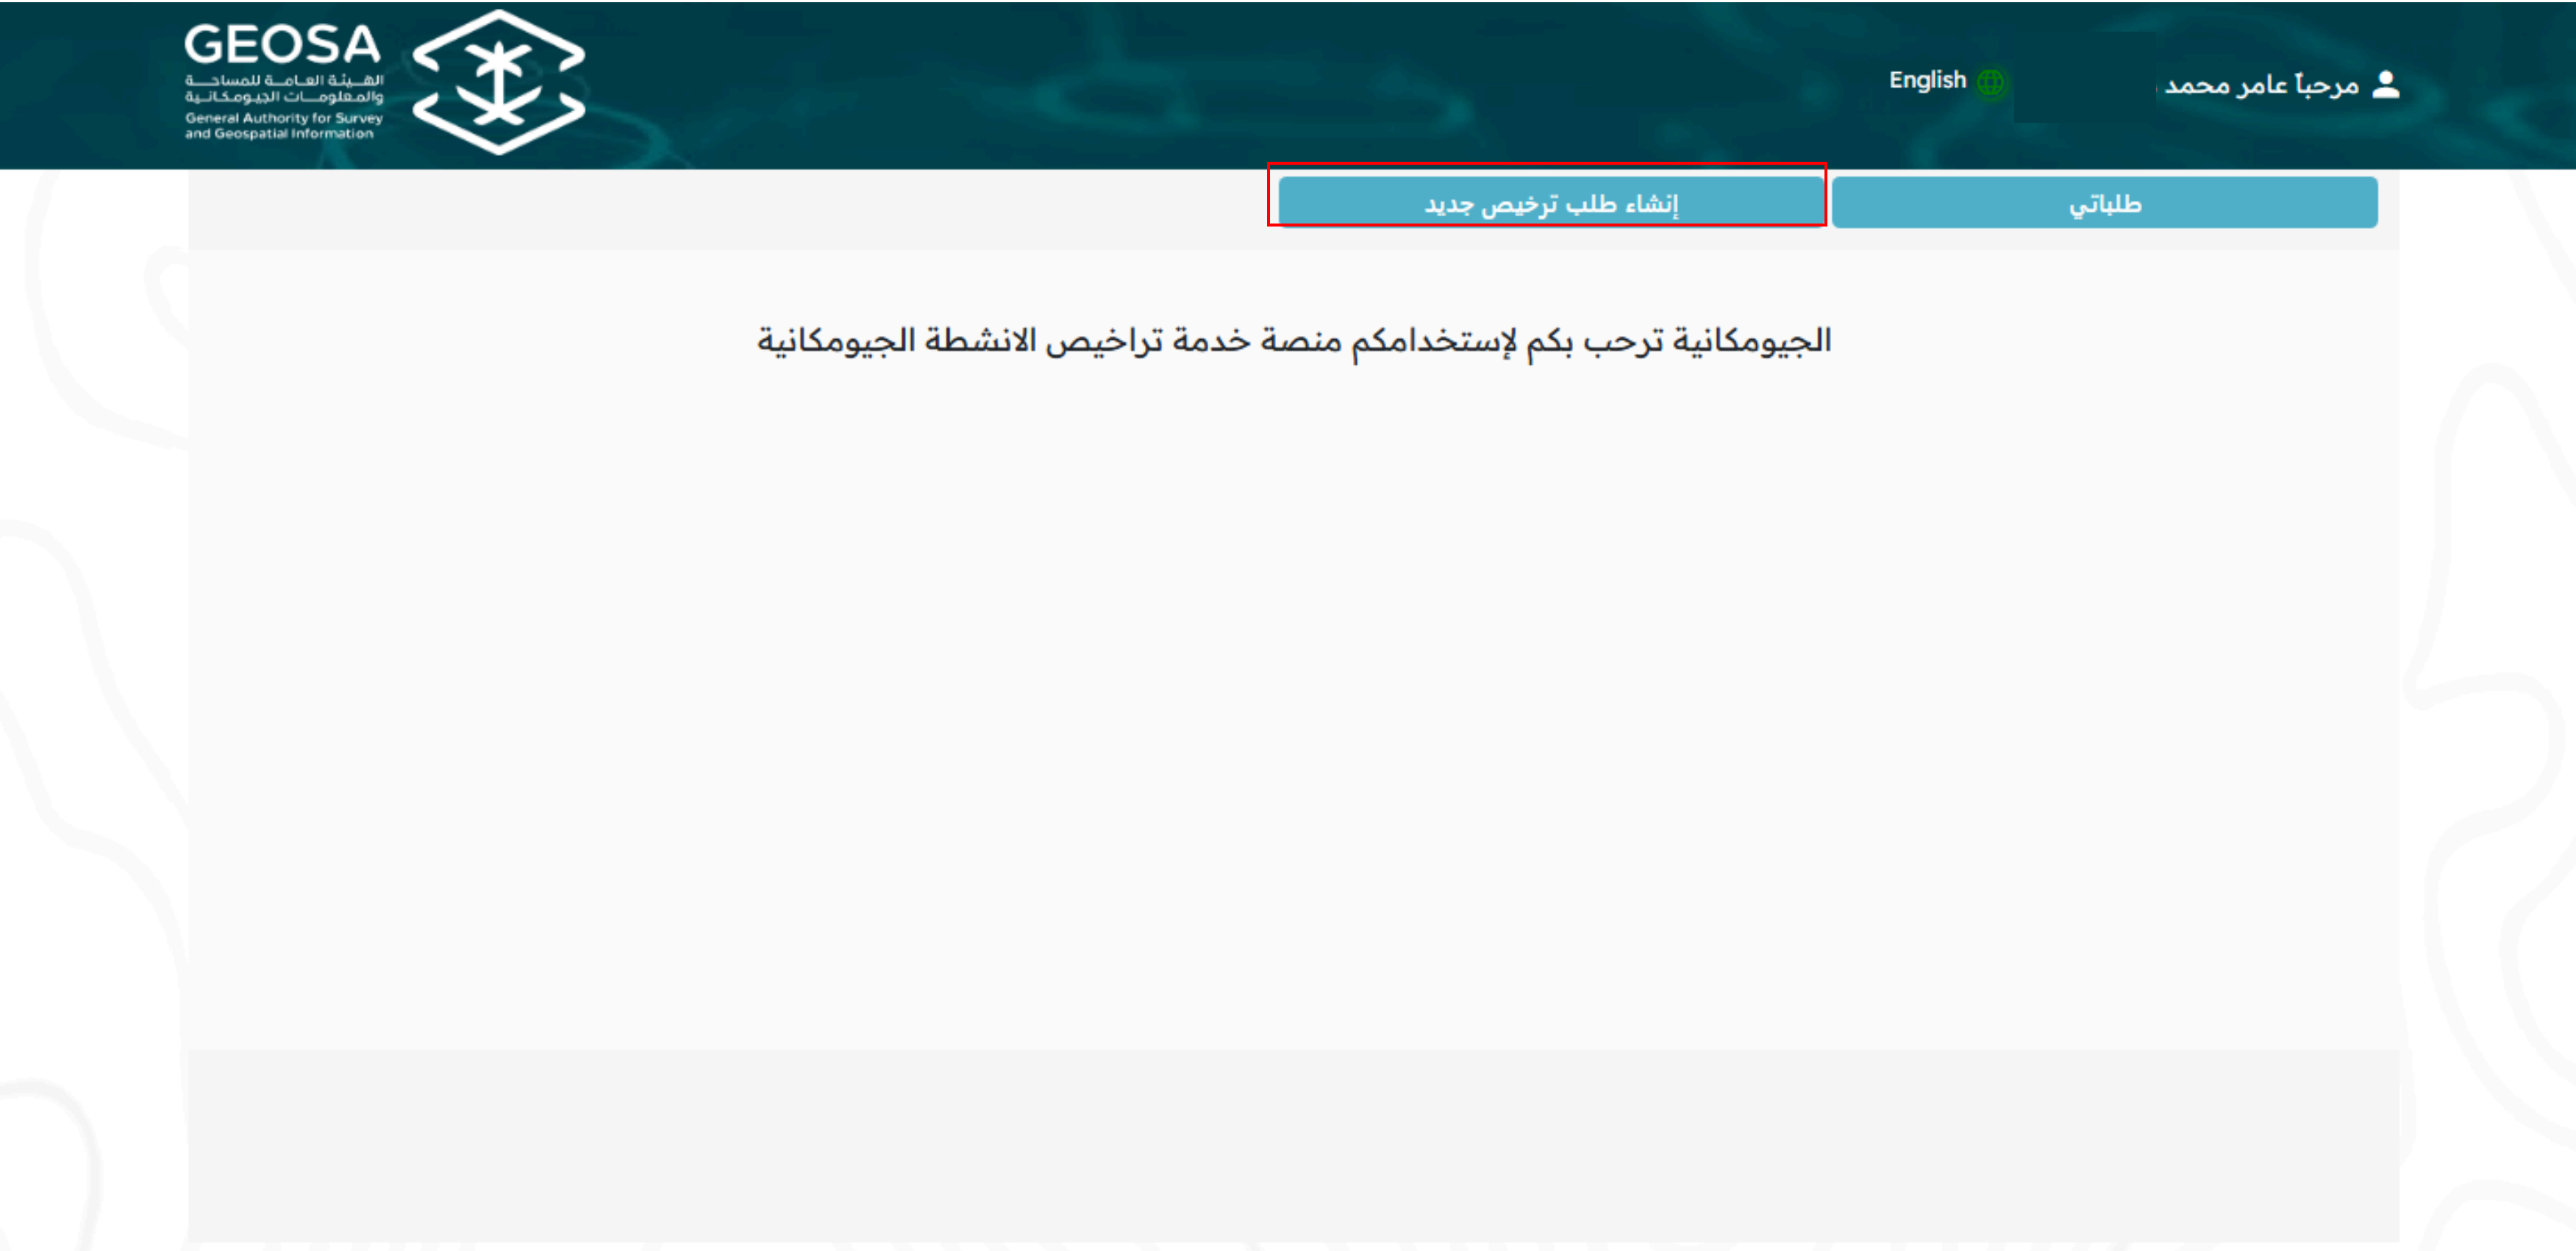 GEOSA
الهيئة العامة للمساحة
والمعلومات الجيومكانية
General Authority for Survey
and Geospatial Information
مرحباً عامر محمد
English
طلباتي
إنشاء طلب ترخيص جديد
الجيومكانية ترحب بكم لإستخدامكم منصة خدمة تراخيص الانشطة الجيومكانية